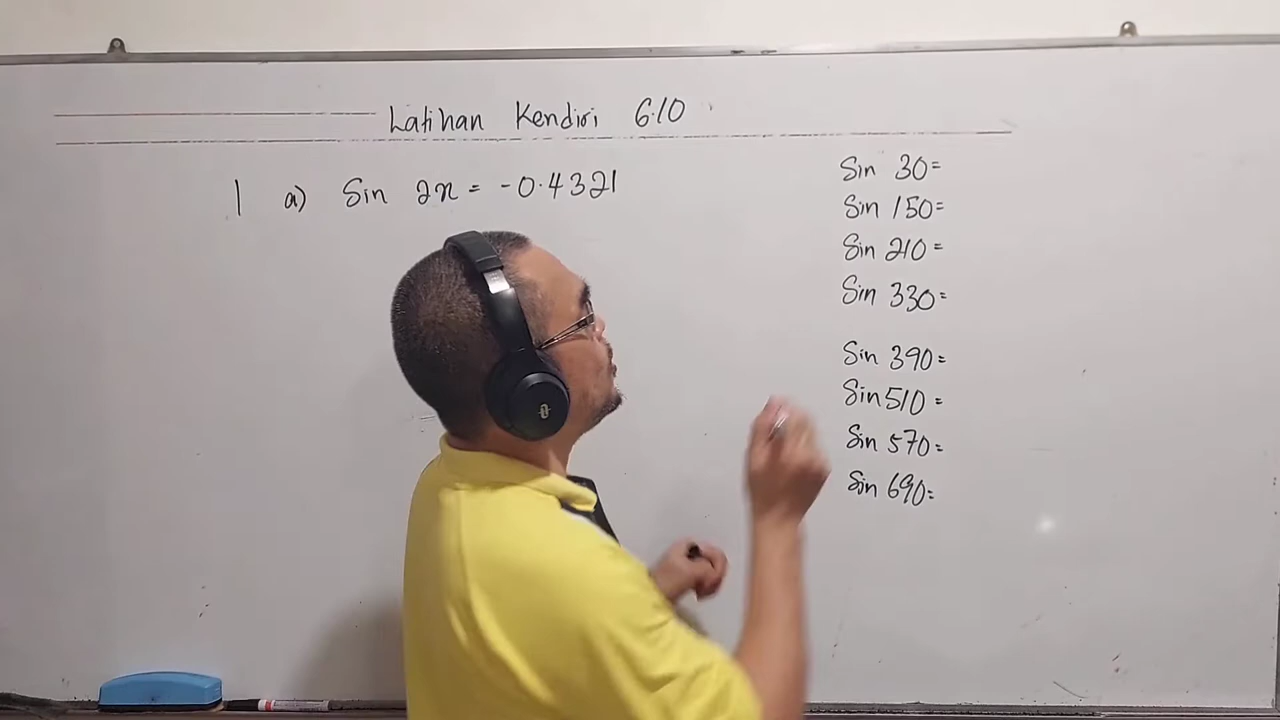 Latihan Kendiri 6.10
1 a) Sin 2x = -0.4321
Sin 30=
Sin 150=
Sin 210=
Sin 330=
Sin 390=
Sin 510=
Sin 570=
Sin 690=